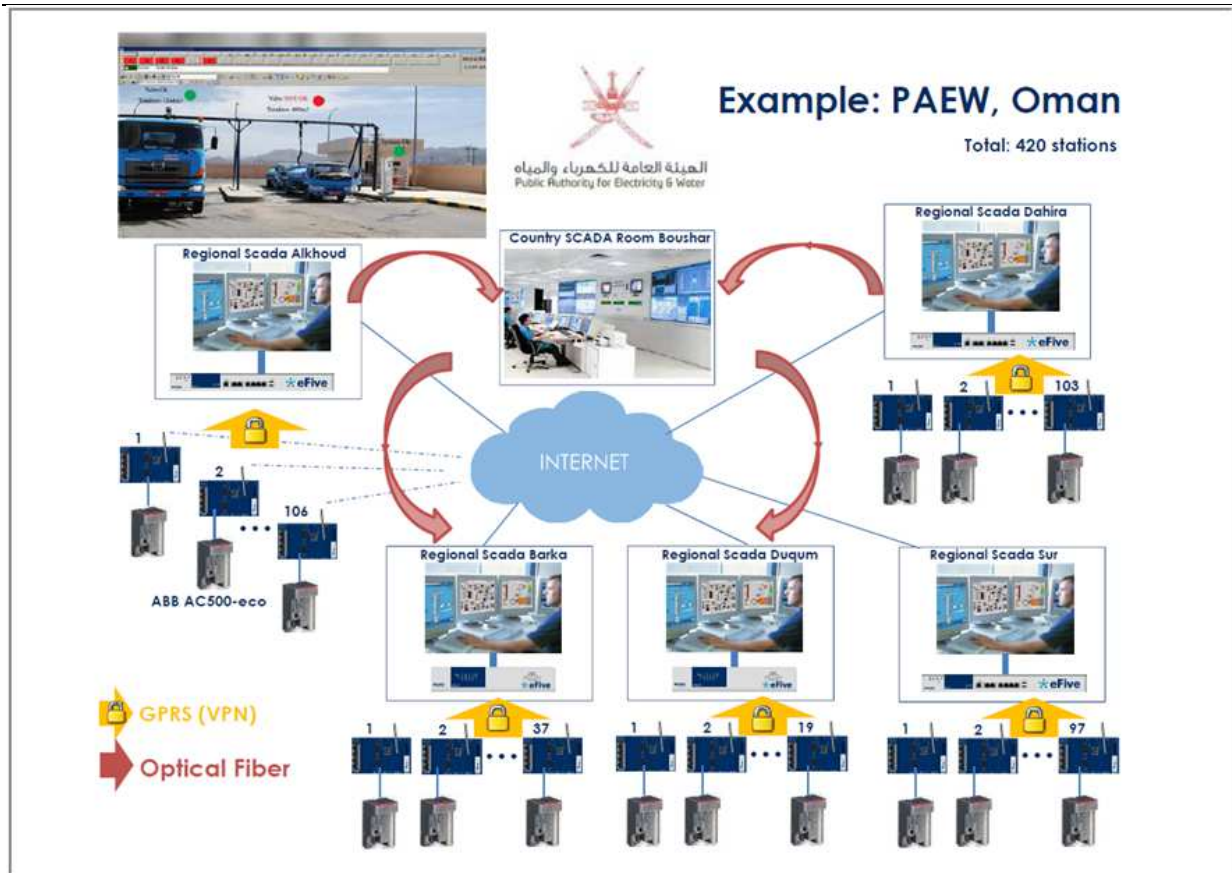 Example: PAEW, Oman
Total: 420 stations
الهيئة العامة للكهرباء والمياه
Public Authority for Electricity & Water
Regional Scada Alkhoud
Country SCADA Room Boushar
Regional Scada Dahira
eFive
eFive
1
2
103
1
2
106
ABB AC500-eco
INTERNET
Regional Scada Barka
Regional Scada Duqum
Regional Scada Sur
eFive
eFive
eFive
GPRS (VPN)
Optical Fiber
1
2
37
1
2
19
1
2
97